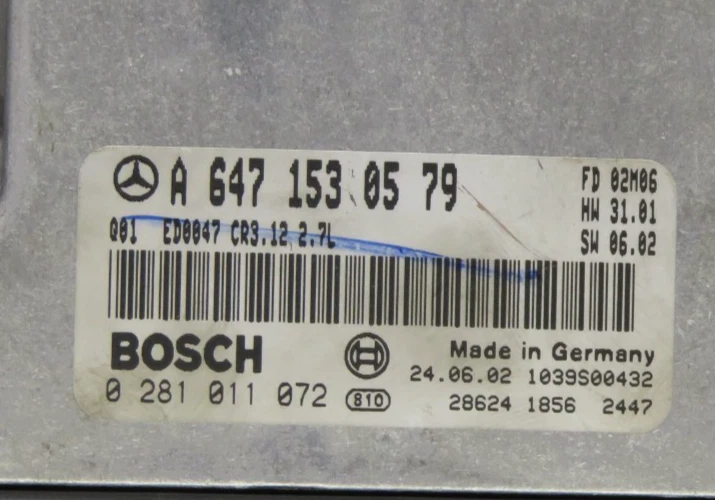 A 647 153 05 79
FD 02M06
HW 31.01
Q01 ED0047 CR3.12 2.7L
SW 06.02
BOSCH
Made in Germany
24.06.02 1039S00432
0 281 011 072 810
28624 1856 2447